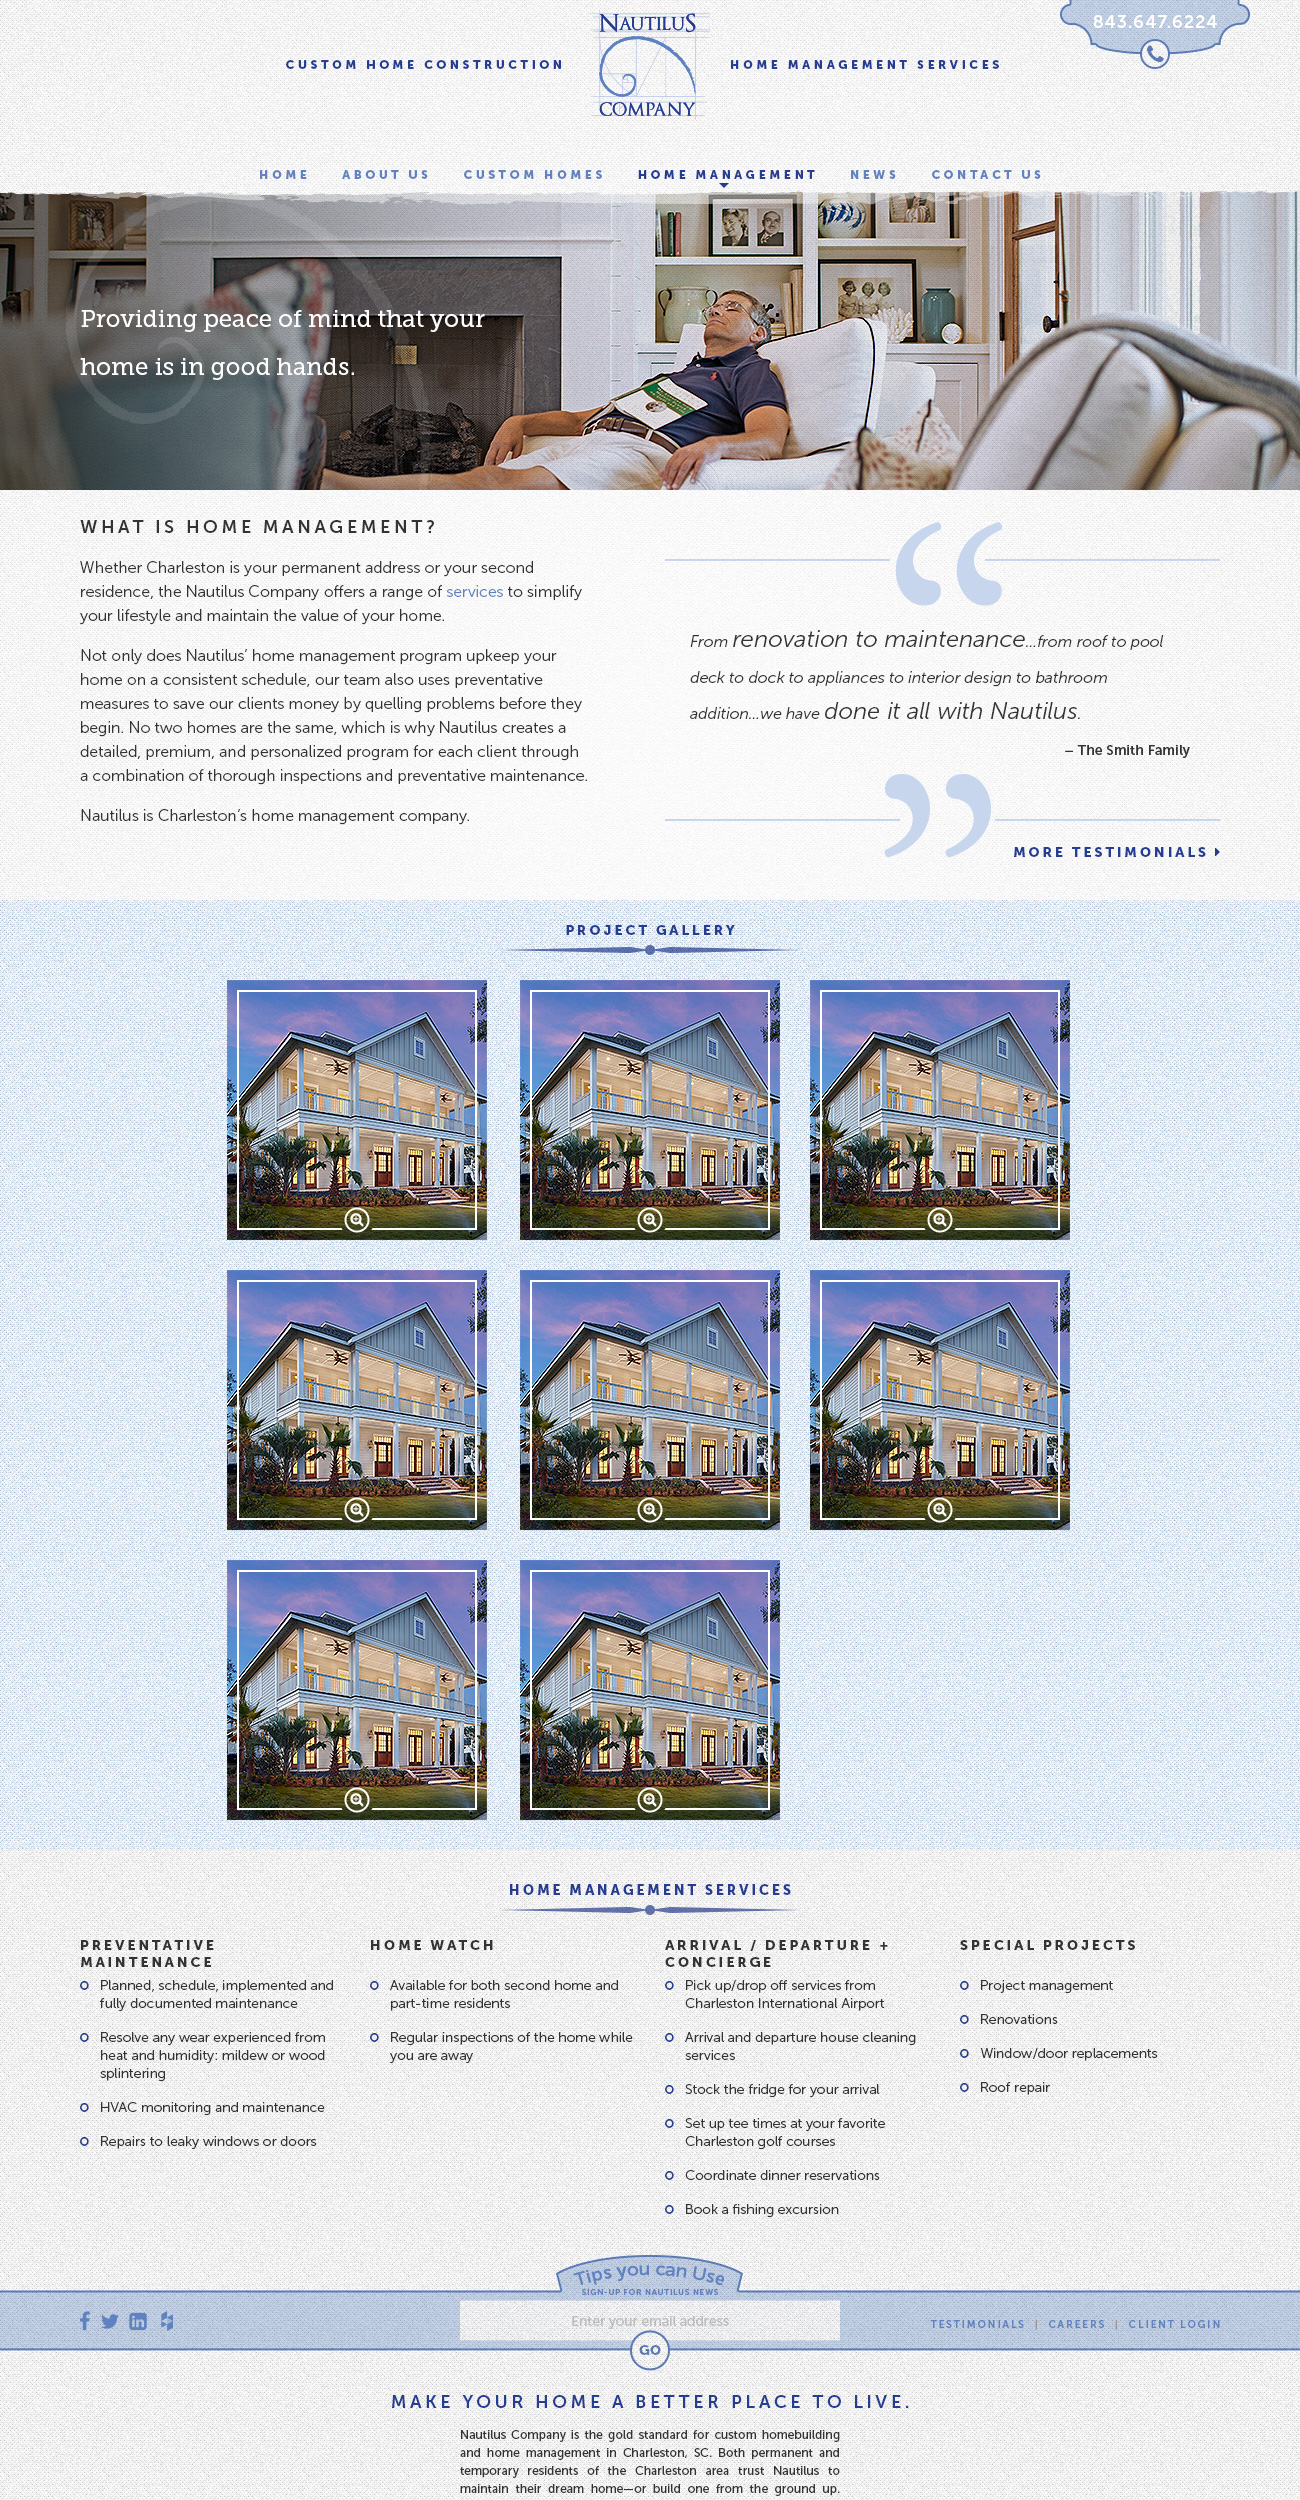 NAUTILUS
COMPANY
843.647.6224
CUSTOM HOME CONSTRUCTION
HOME MANAGEMENT SERVICES
HOME
ABOUT US
CUSTOM HOMES
HOME MANAGEMENT
NEWS
CONTACT US
Providing peace of mind that your
home is in good hands.
WHAT IS HOME MANAGEMENT?
Whether Charleston is your permanent address or your second
residence, the Nautilus Company offers a range of services to simplify
your lifestyle and maintain the value of your home.
Not only does Nautilus’ home management program upkeep your
home on a consistent schedule, our team also uses preventative
measures to save our clients money by quelling problems before they
begin. No two homes are the same, which is why Nautilus creates a
detailed, premium, and personalized program for each client through
a combination of thorough inspections and preventative maintenance.
Nautilus is Charleston’s home management company.
“
From renovation to maintenance...from roof to pool
deck to dock to appliances to interior design to bathroom
addition...we have done it all with Nautilus.
– The Smith Family
”
MORE TESTIMONIALS
PROJECT GALLERY
HOME MANAGEMENT SERVICES
PREVENTATIVE
MAINTENANCE
Planned, schedule, implemented and
fully documented maintenance
Resolve any wear experienced from
heat and humidity: mildew or wood
splintering
HVAC monitoring and maintenance
Repairs to leaky windows or doors
HOME WATCH
Available for both second home and
part-time residents
Regular inspections of the home while
you are away
ARRIVAL / DEPARTURE +
CONCIERGE
Pick up/drop off services from
Charleston International Airport
Arrival and departure house cleaning
services
Stock the fridge for your arrival
Set up tee times at your favorite
Charleston golf courses
Coordinate dinner reservations
Book a fishing excursion
SPECIAL PROJECTS
Project management
Renovations
Window/door replacements
Roof repair
Tips you can Use
SIGN-UP FOR NAUTILUS NEWS
Enter your email address
GO
TESTIMONIALS | CAREERS | CLIENT LOGIN
MAKE YOUR HOME A BETTER PLACE TO LIVE.
Nautilus Company is the gold standard for custom homebuilding
and home management in Charleston, SC. Both permanent and
temporary residents of the Charleston area trust Nautilus to
maintain their dream home—or build one from the ground up.